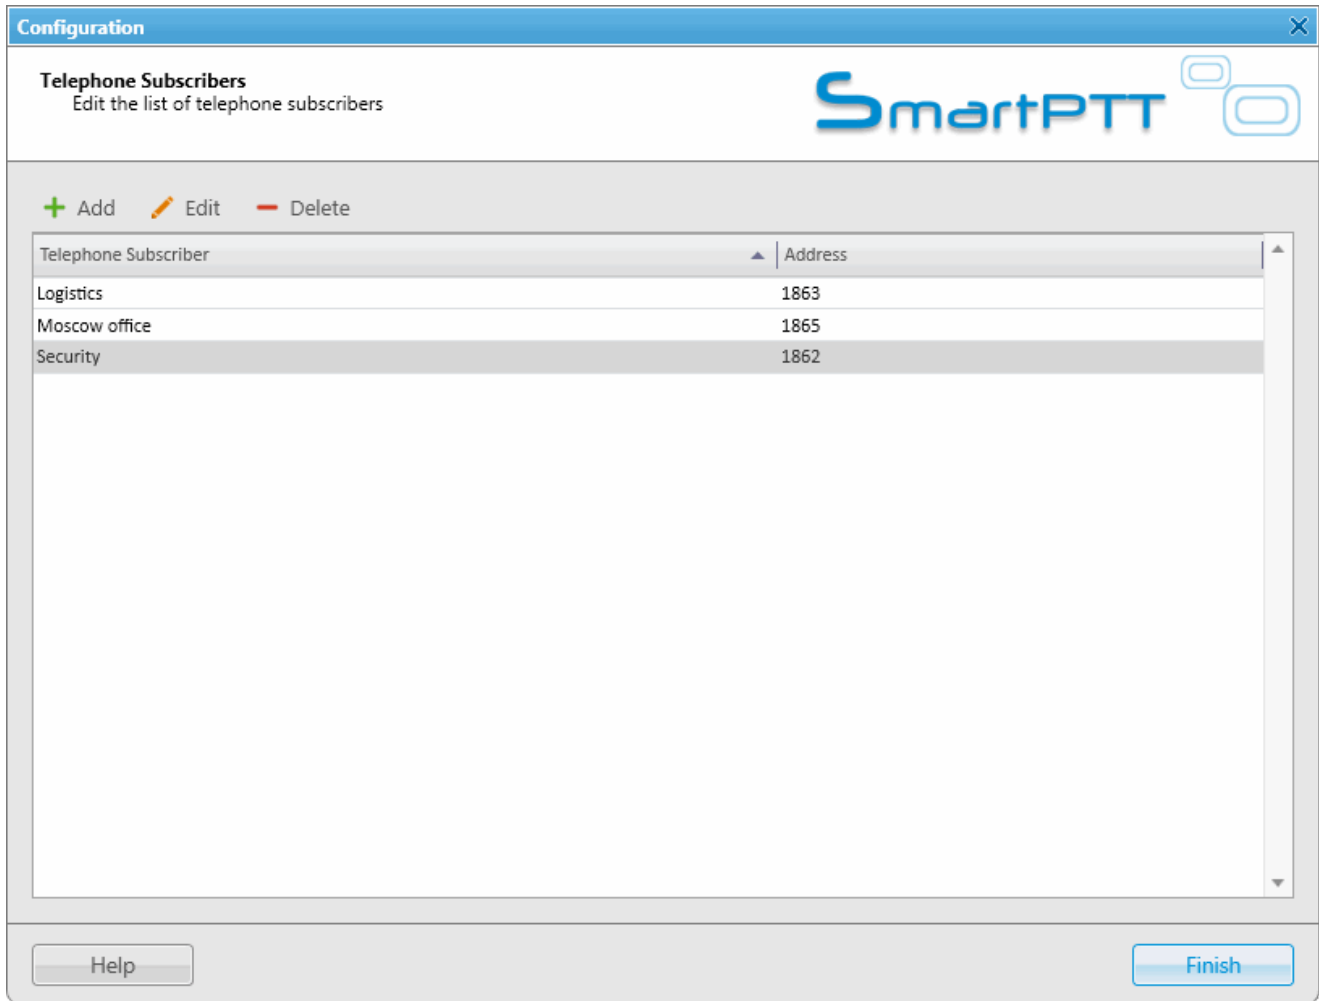 Configuration
Telephone Subscribers
Edit the list of telephone subscribers
SmartPTT
Add Edit Delete
Telephone Subscriber Address
Logistics 1863
Moscow office 1865
Security 1862
Help Finish